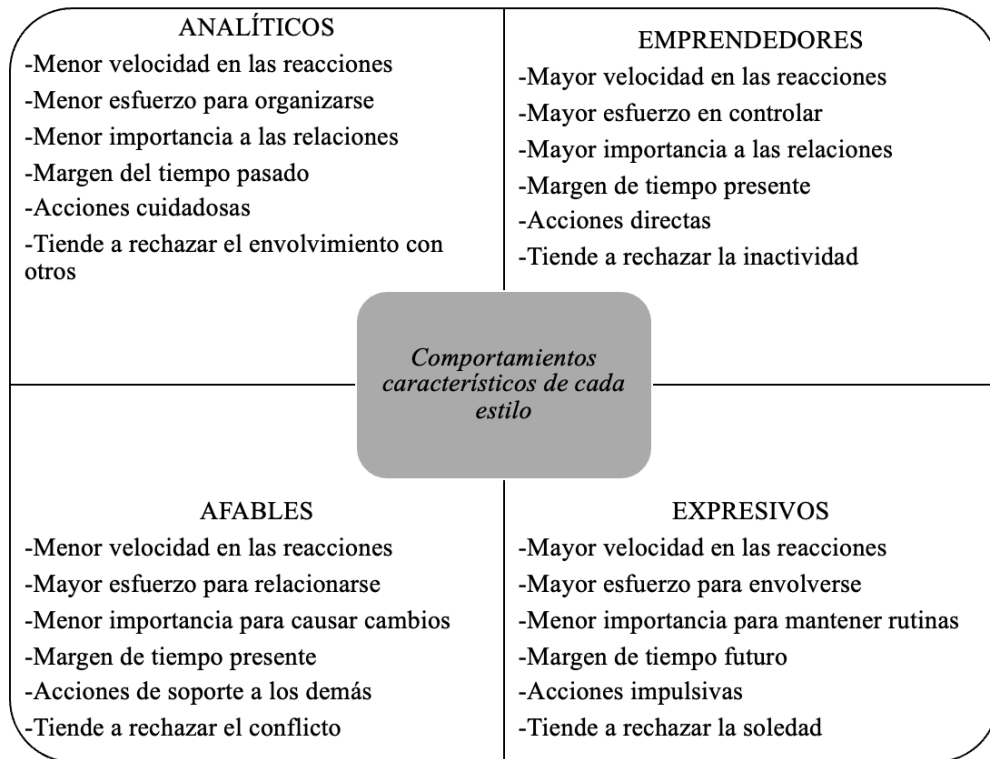 ANALÍTICOS
-Menor velocidad en las reacciones
-Menor esfuerzo para organizarse
-Menor importancia a las relaciones
-Margen del tiempo pasado
-Acciones cuidadosas
-Tiende a rechazar el envolvimiento con
otros
EMPRENDEDORES
-Mayor velocidad en las reacciones
-Mayor esfuerzo en controlar
-Mayor importancia a las relaciones
-Margen de tiempo presente
-Acciones directas
-Tiende a rechazar la inactividad
Comportamientos
característicos de cada
estilo
AFABLES
-Menor velocidad en las reacciones
-Mayor esfuerzo para relacionarse
-Menor importancia para causar cambios
-Margen de tiempo presente
-Acciones de soporte a los demás
-Tiende a rechazar el conflicto
EXPRESIVOS
-Mayor velocidad en las reacciones
-Mayor esfuerzo para envolverse
-Menor importancia para mantener rutinas
-Margen de tiempo futuro
-Acciones impulsivas
-Tiende a rechazar la soledad